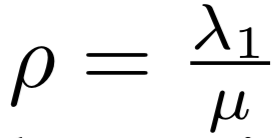 ρ = λ₁/μ